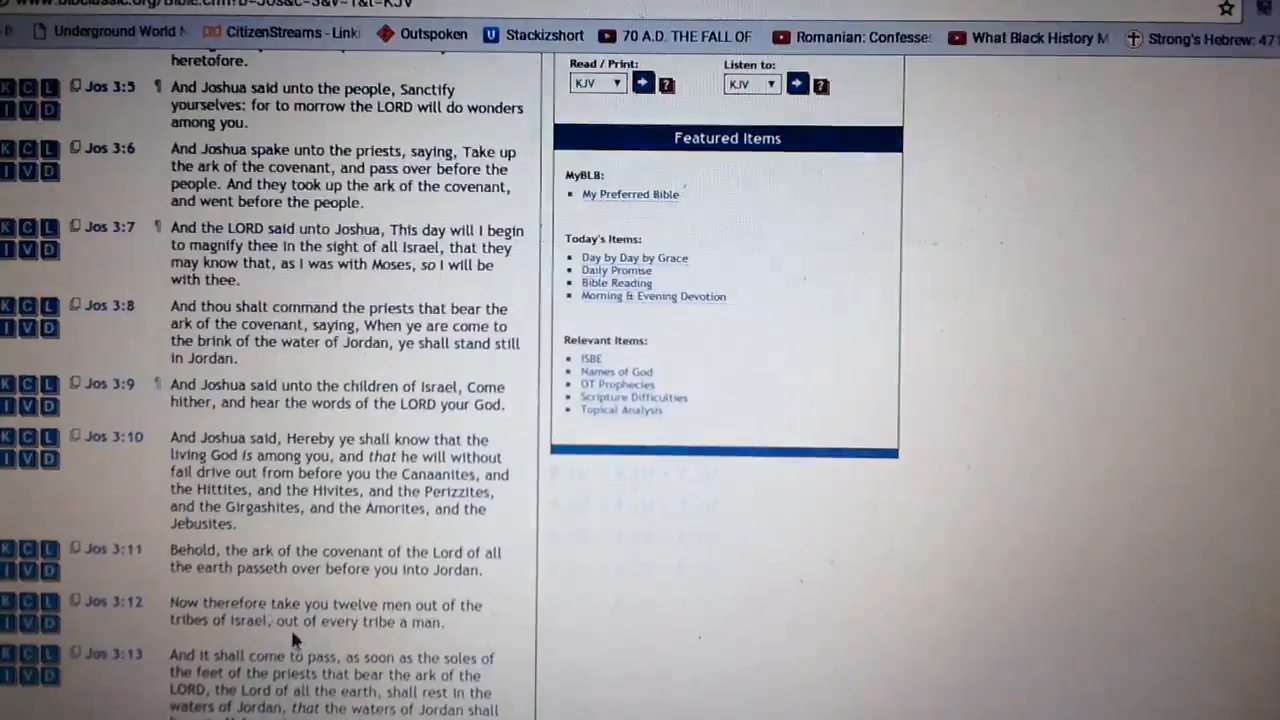 Underground World
CitizenStreams - Link
Outspoken
Stackizshort
70 A.D. THE FALL OF
Romanian: Confesse
What Black History M
Strong's Hebrew: 47
heretofore.
K C L
I V D
Jos 3:5 ¶ And Joshua said unto the people, Sanctify
yourselves: for to morrow the LORD will do wonders
among you.
K C L
I V D
Jos 3:6 And Joshua spake unto the priests, saying, Take up
the ark of the covenant, and pass over before the
people. And they took up the ark of the covenant,
and went before the people.
K C L
I V D
Jos 3:7 ¶ And the LORD said unto Joshua, This day will I begin
to magnify thee in the sight of all Israel, that they
may know that, as I was with Moses, so I will be
with thee.
K C L
I V D
Jos 3:8 And thou shalt command the priests that bear the
ark of the covenant, saying, When ye are come to
the brink of the water of Jordan, ye shall stand still
in Jordan.
K C L
I V D
Jos 3:9 ¶ And Joshua said unto the children of Israel, Come
hither, and hear the words of the LORD your God.
K C L
I V D
Jos 3:10 And Joshua said, Hereby ye shall know that the
living God is among you, and that he will without
fail drive out from before you the Canaanites, and
the Hittites, and the Hivites, and the Perizzites,
and the Girgashites, and the Amorites, and the
Jebusites.
K C L
I V D
Jos 3:11 Behold, the ark of the covenant of the Lord of all
the earth passeth over before you into Jordan.
K C L
I V D
Jos 3:12 Now therefore take you twelve men out of the
tribes of Israel, out of every tribe a man.
K C L
I V D
Jos 3:13 And it shall come to pass, as soon as the soles of
the feet of the priests that bear the ark of the
LORD, the Lord of all the earth, shall rest in the
waters of Jordan, that the waters of Jordan shall
Read / Print:
KJV
?
Listen to:
KJV
?
Featured Items
MyBLB:
My Preferred Bible
Today's Items:
Day by Day by Grace
Daily Promise
Bible Reading
Morning & Evening Devotion
Relevant Items:
ISBE
Names of God
OT Prophecies
Scripture Difficulties
Topical Analysis